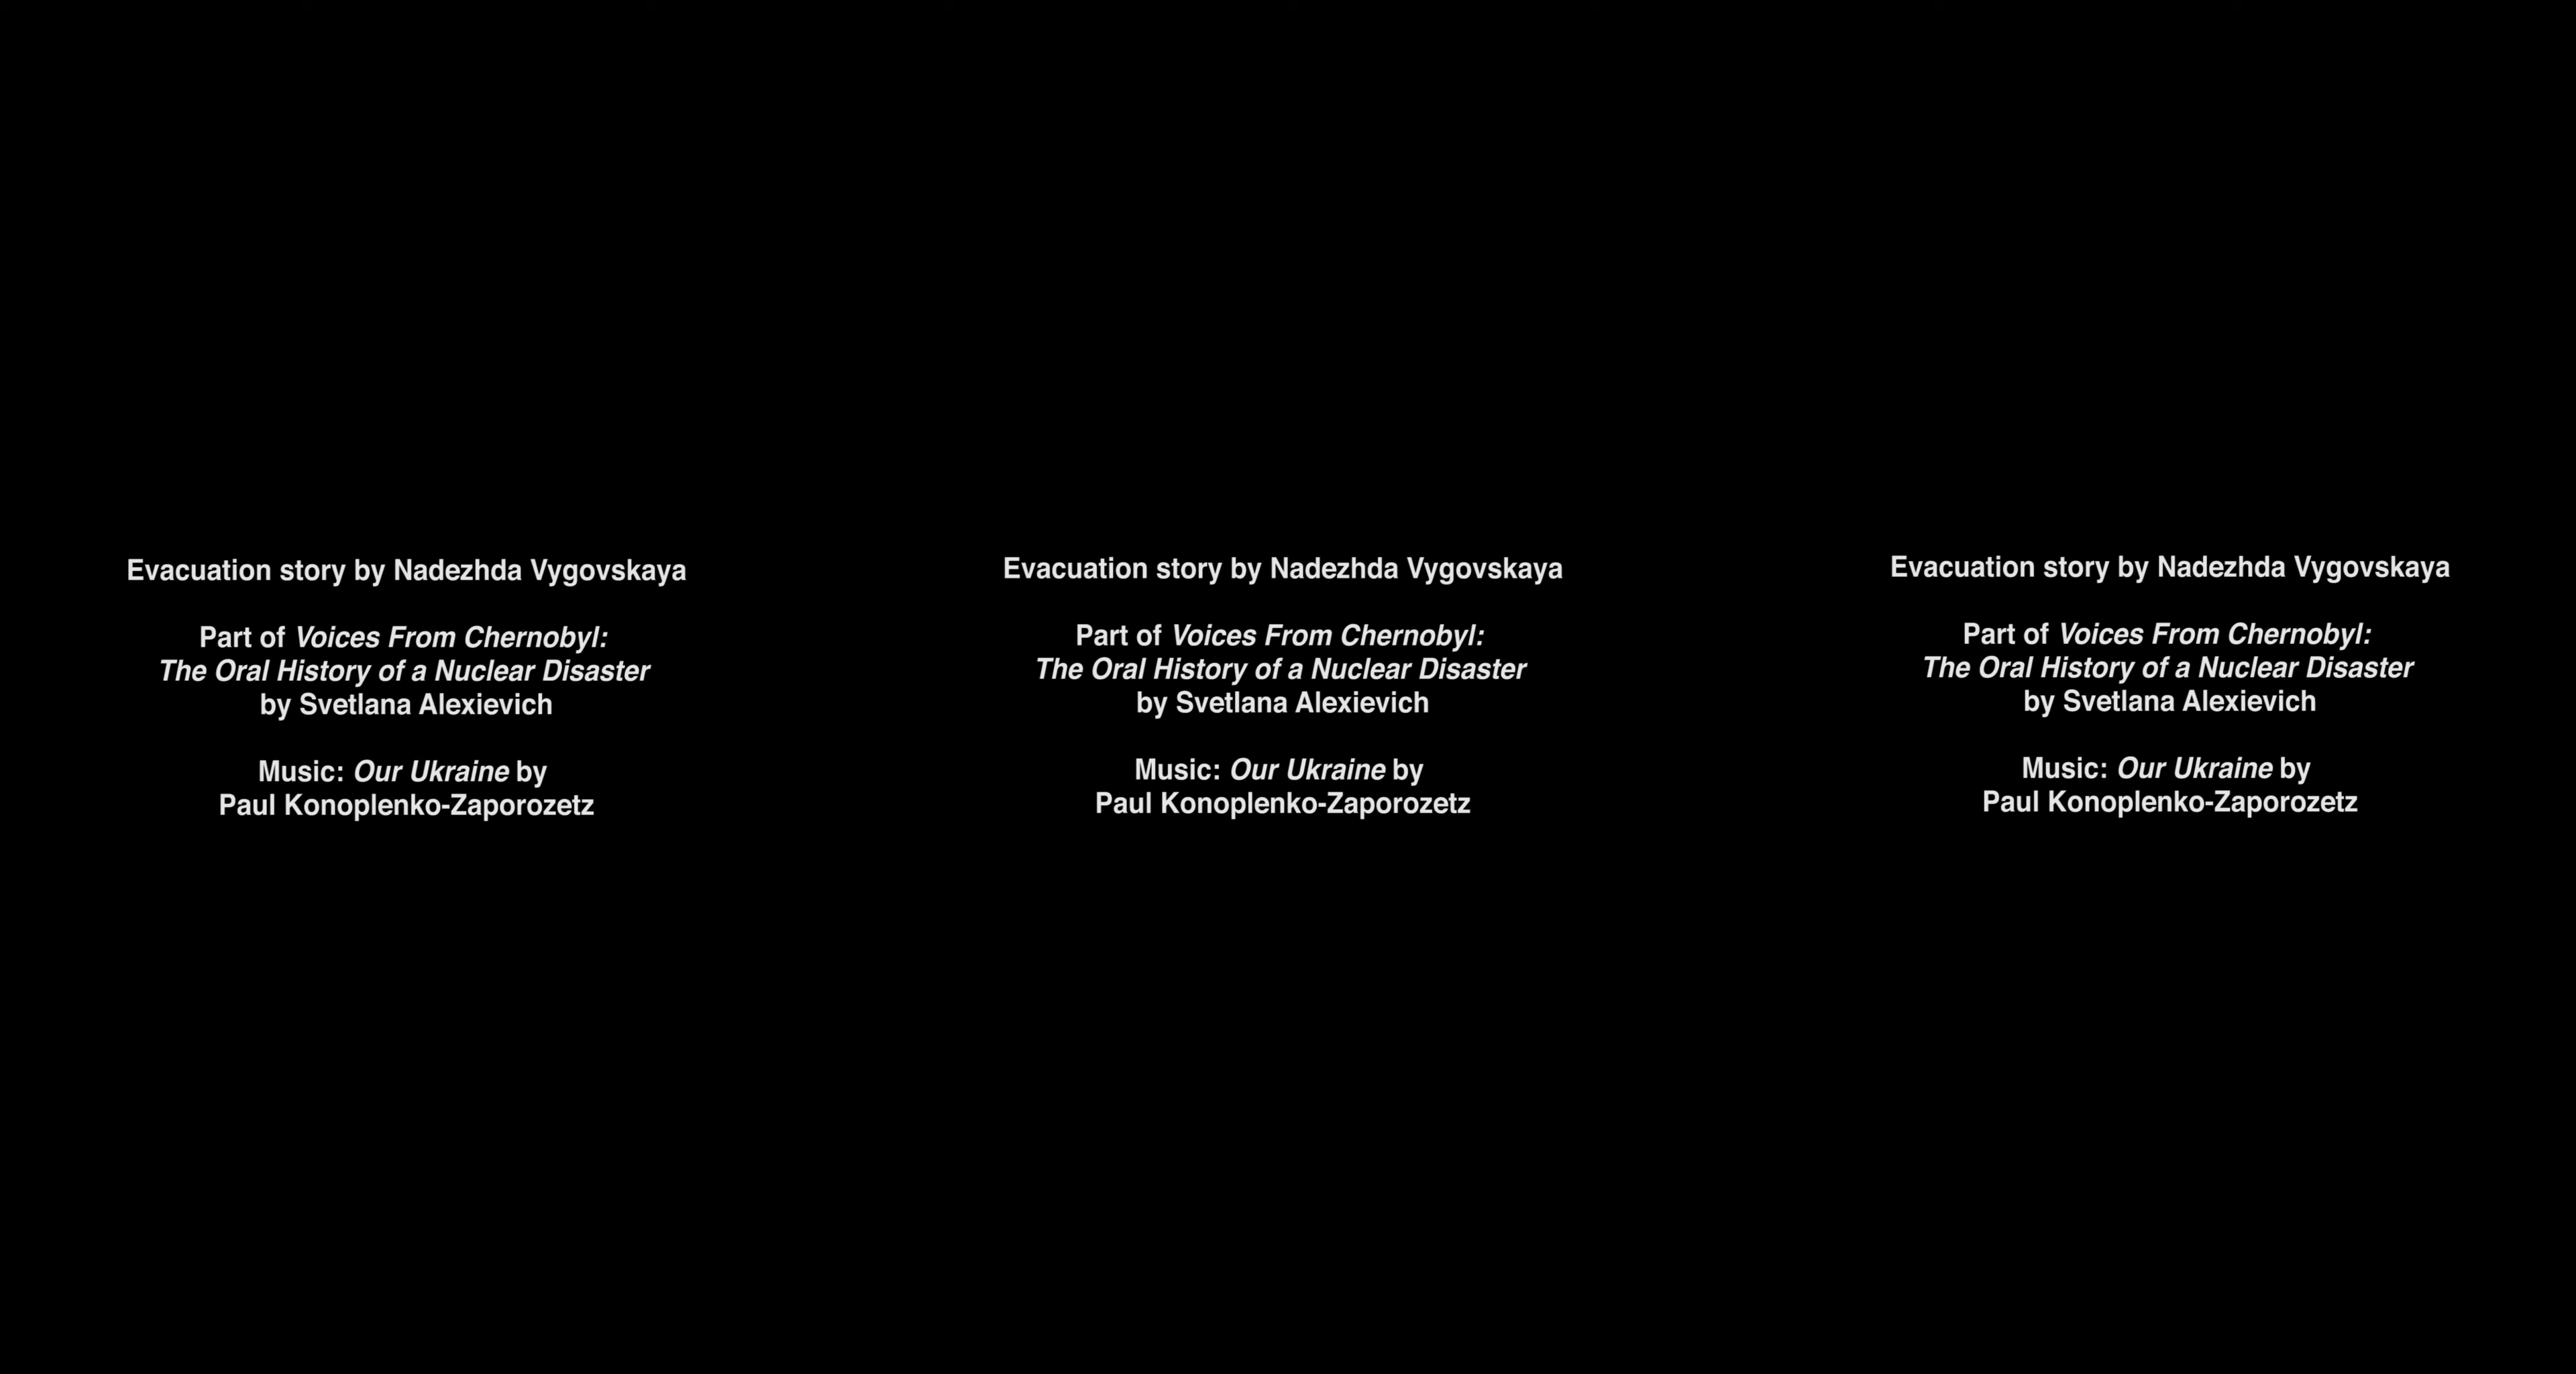 Evacuation story by Nadezhda Vygovskaya
Part of Voices From Chernobyl:
The Oral History of a Nuclear Disaster
by Svetlana Alexievich
Music: Our Ukraine by
Paul Konoplenko-Zaporozetz
Evacuation story by Nadezhda Vygovskaya
Part of Voices From Chernobyl:
The Oral History of a Nuclear Disaster
by Svetlana Alexievich
Music: Our Ukraine by
Paul Konoplenko-Zaporozetz
Evacuation story by Nadezhda Vygovskaya
Part of Voices From Chernobyl:
The Oral History of a Nuclear Disaster
by Svetlana Alexievich
Music: Our Ukraine by
Paul Konoplenko-Zaporozetz